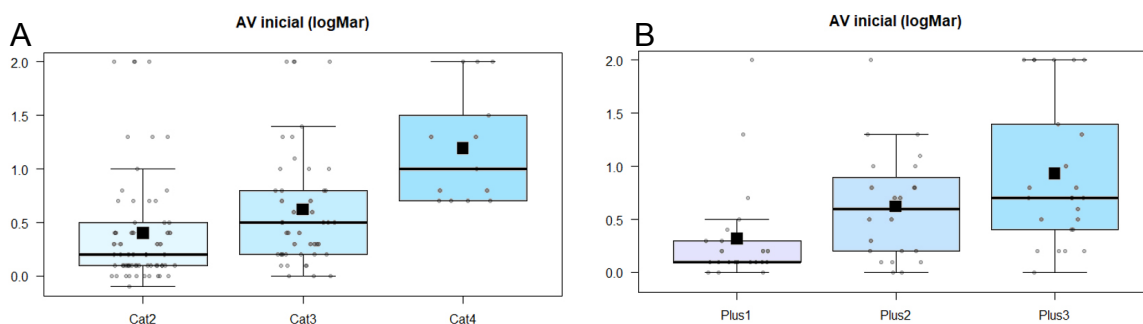 A
AV inicial (logMar)
2.0
1.5
1.0
0.5
0.0
Cat2 Cat3 Cat4
B
AV inicial (logMar)
2.0
1.5
1.0
0.5
0.0
Plus1 Plus2 Plus3